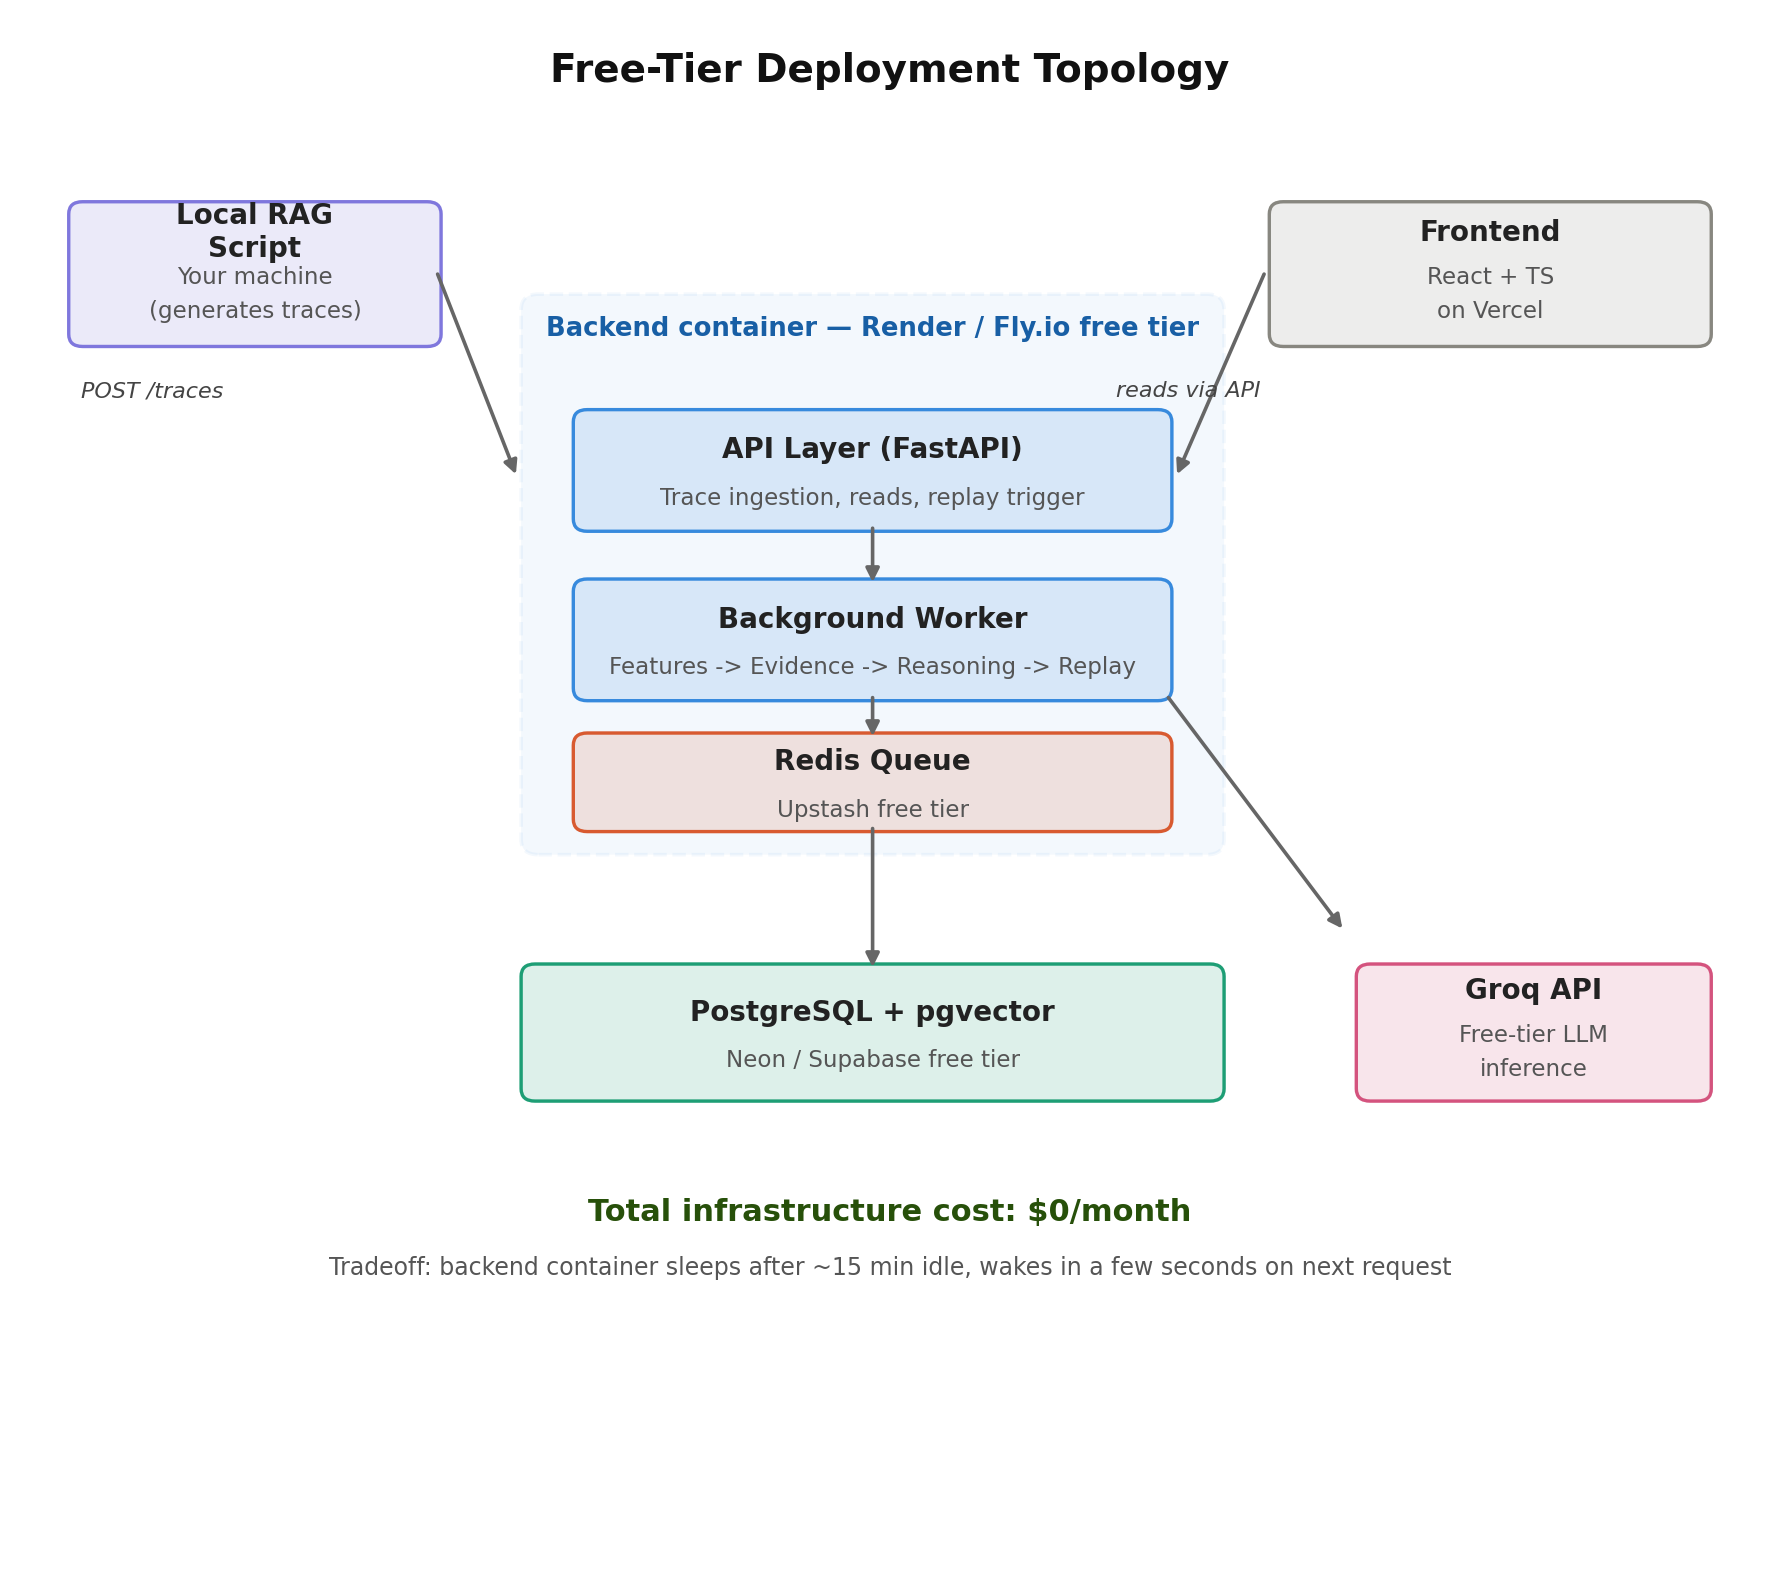 Free-Tier Deployment Topology
Local RAG
Script
Your machine
(generates traces)
POST /traces
Frontend
React + TS
on Vercel
reads via API
Backend container — Render / Fly.io free tier
API Layer (FastAPI)
Trace ingestion, reads, replay trigger
Background Worker
Features -> Evidence -> Reasoning -> Replay
Redis Queue
Upstash free tier
PostgreSQL + pgvector
Neon / Supabase free tier
Groq API
Free-tier LLM
inference
Total infrastructure cost: $0/month
Tradeoff: backend container sleeps after ~15 min idle, wakes in a few seconds on next request